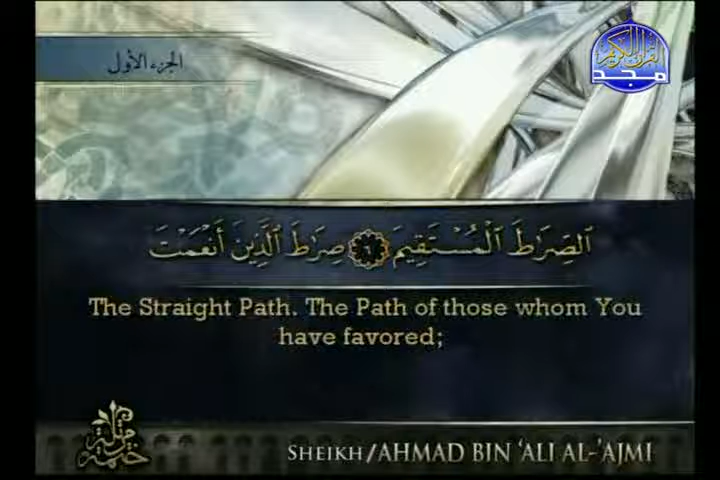 الجزء الأول
القرآن الكريم
مجد
ٱلصِّرَٰطَ ٱلْمُسْتَقِيمَ ٦ صِرَٰطَ ٱلَّذِينَ أَنْعَمْتَ
The Straight Path. The Path of those whom You
have favored;
ختمة مرتلة
SHEIKH/AHMAD BIN ‘ALI AL-‘AJMI